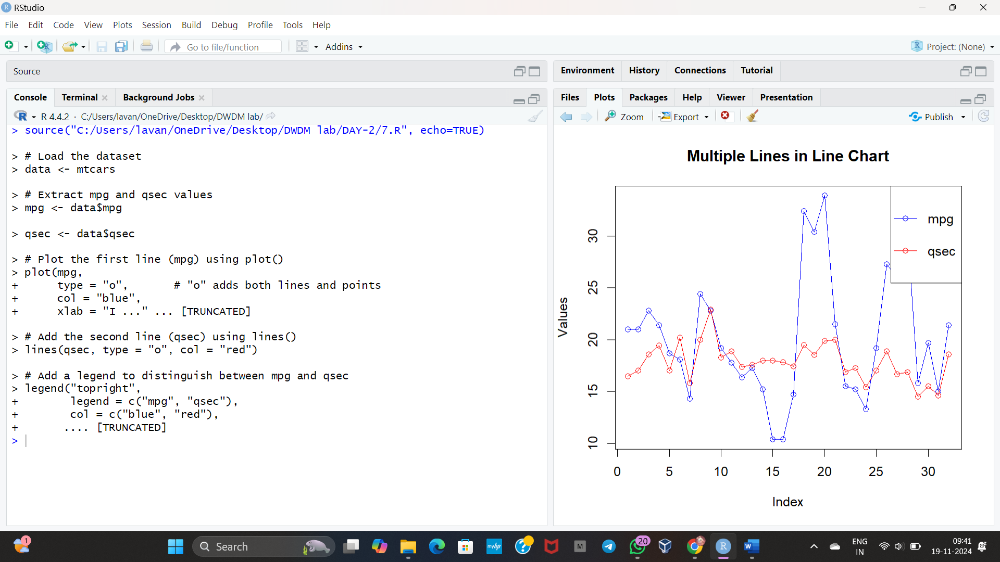 RStudio
File Edit Code View Plots Session Build Debug Profile Tools Help
Go to file/function Addins Project: (None)
Source
Environment History Connections Tutorial
Console Terminal Background Jobs
Files Plots Packages Help Viewer Presentation
R 4.4.2 · C:/Users/lavan/OneDrive/Desktop/DWDM lab/
Zoom Export Publish
> source("C:/Users/lavan/OneDrive/Desktop/DWDM lab/DAY-2/7.R", echo=TRUE)
> # Load the dataset
> data <- mtcars
> # Extract mpg and qsec values
> mpg <- data$mpg
> qsec <- data$qsec
> # Plot the first line (mpg) using plot()
> plot(mpg,
+      type = "o",       # "o" adds both lines and points
+      col = "blue",
+      xlab = "I ..." ... [TRUNCATED]
> # Add the second line (qsec) using lines()
> lines(qsec, type = "o", col = "red")
> # Add a legend to distinguish between mpg and qsec
> legend("topright",
+        legend = c("mpg", "qsec"),
+        col = c("blue", "red"),
+       .... [TRUNCATED]
>
Multiple Lines in Line Chart
mpg
qsec
Values
30
25
20
15
10
0 5 10 15 20 25 30
Index
1
Search
myhp
?
M
20
R
W
ENG
IN
09:41
19-11-2024